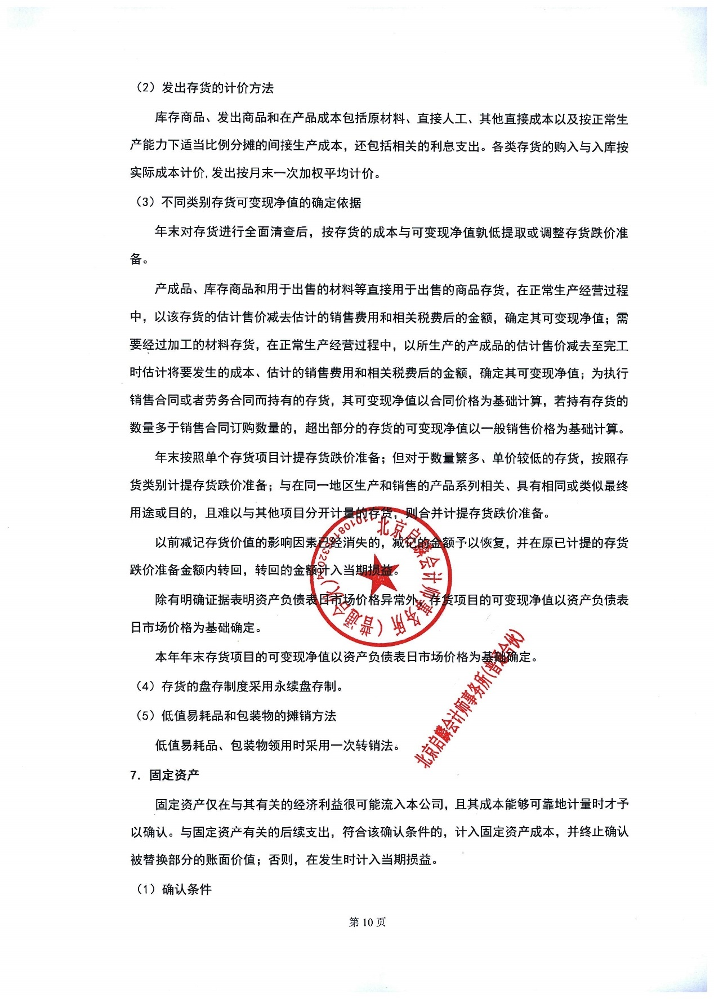 （2）发出存货的计价方法
库存商品、发出商品和在产品成本包括原材料、直接人工、其他直接成本以及按正常生
产能力下适当比例分摊的间接生产成本，还包括相关的利息支出。各类存货的购入与入库按
实际成本计价,发出按月末一次加权平均计价。
（3）不同类别存货可变现净值的确定依据
年末对存货进行全面清查后，按存货的成本与可变现净值孰低提取或调整存货跌价准
备。
产成品、库存商品和用于出售的材料等直接用于出售的商品存货，在正常生产经营过程
中，以该存货的估计售价减去估计的销售费用和相关税费后的金额，确定其可变现净值；需
要经过加工的材料存货，在正常生产经营过程中，以所生产的产成品的估计售价减去至完工
时估计将要发生的成本、估计的销售费用和相关税费后的金额，确定其可变现净值；为执行
销售合同或者劳务合同而持有的存货，其可变现净值以合同价格为基础计算，若持有存货的
数量多于销售合同订购数量的，超出部分的存货的可变现净值以一般销售价格为基础计算。
年末按照单个存货项目计提存货跌价准备；但对于数量繁多、单价较低的存货，按照存
货类别计提存货跌价准备；与在同一地区生产和销售的产品系列相关、具有相同或类似最终
用途或目的，且难以与其他项目分开计量的存货，则合并计提存货跌价准备。
以前减记存货价值的影响因素已经消失的，减记的金额予以恢复，并在原已计提的存货
跌价准备金额内转回，转回的金额计入当期损益。
除有明确证据表明资产负债表日市场价格异常外，存货项目的可变现净值以资产负债表
日市场价格为基础确定。
本年年末存货项目的可变现净值以资产负债表日市场价格为基础确定。
（4）存货的盘存制度采用永续盘存制。
（5）低值易耗品和包装物的摊销方法
低值易耗品、包装物领用时采用一次转销法。
7．固定资产
固定资产仅在与其有关的经济利益很可能流入本公司，且其成本能够可靠地计量时才予
以确认。与固定资产有关的后续支出，符合该确认条件的，计入固定资产成本，并终止确认
被替换部分的账面价值；否则，在发生时计入当期损益。
（1）确认条件
第 10 页
北京启麟会计师事务所（普通合伙）
北京启麟会计师事务所(普通合伙)